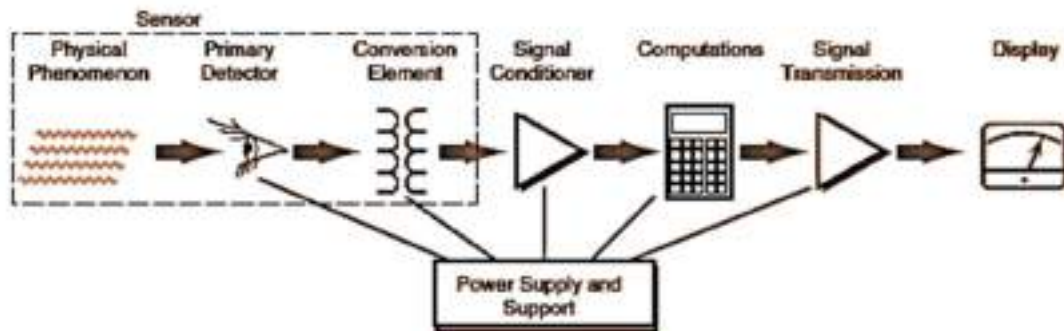 Sensor
Physical
Phenomenon
Primary
Detector
Conversion
Element
Signal
Conditioner
Computations
Signal
Transmission
Display
Power Supply and
Support